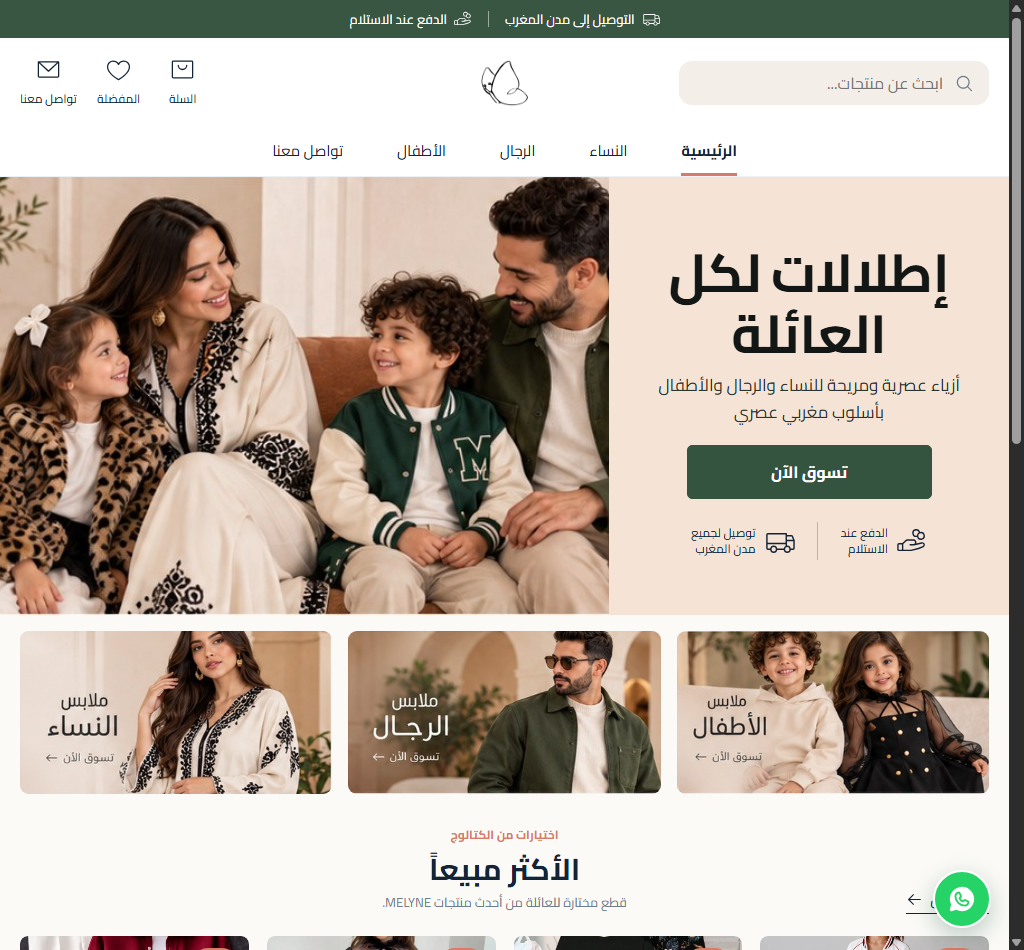 التوصيل إلى مدن المغرب
الدفع عند الاستلام
ابحث عن منتجات...
السلة
المفضلة
تواصل معنا
الرئيسية
النساء
الرجال
الأطفال
تواصل معنا
إطلالات لكل
العائلة
أزياء عصرية ومريحة للنساء والرجال والأطفال
بأسلوب مغربي عصري
تسوق الآن
الدفع عند
الاستلام
توصيل لجميع
مدن المغرب
M
ملابس
الأطفال
تسوق الآن ←
ملابس
الرجـال
تسوق الآن ←
ملابس
النساء
تسوق الآن ←
اختيارات من الكتالوج
الأكثر مبيعاً
قطع مختارة للعائلة من أحدث منتجات MELYNE.